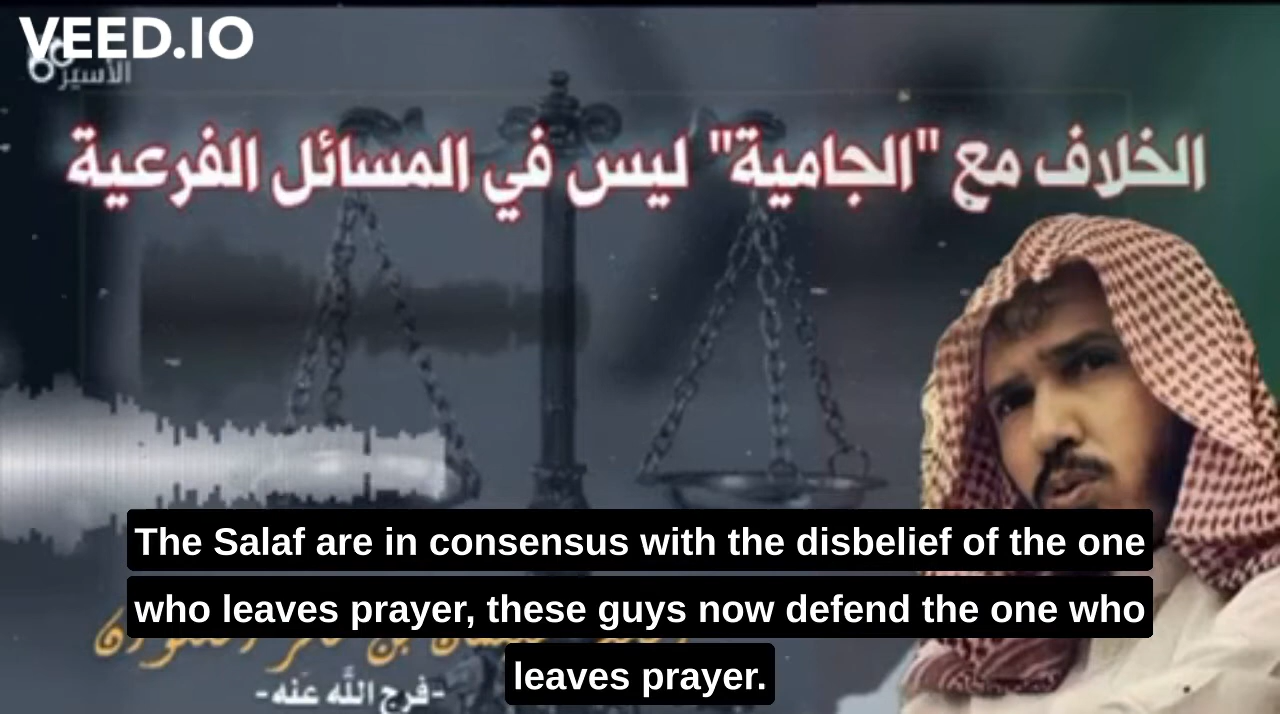 VEED.IO
الأسير
الخلاف مع "الجامية" ليس في المسائل الفرعية
The Salaf are in consensus with the disbelief of the one
who leaves prayer, these guys now defend the one who
leaves prayer.
-فرج الله عنه-